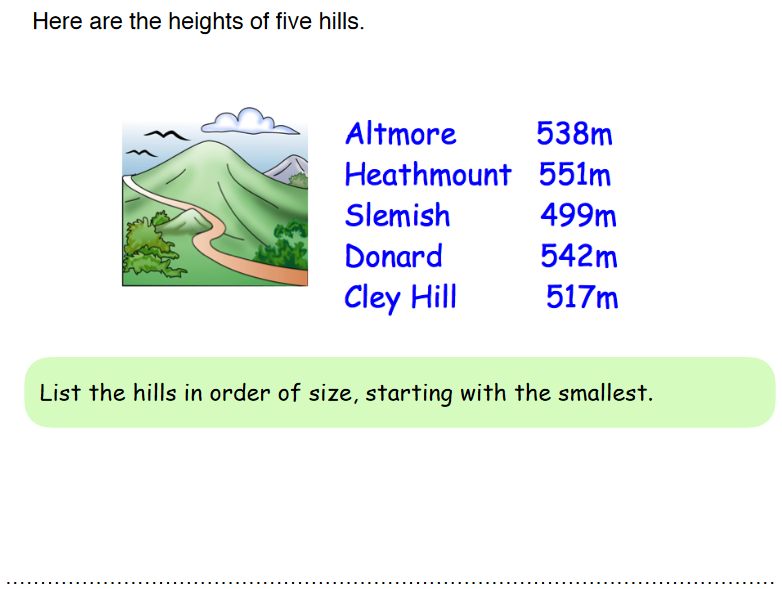 Here are the heights of five hills.
Altmore 538m
Heathmount 551m
Slemish 499m
Donard 542m
Cley Hill 517m
List the hills in order of size, starting with the smallest.